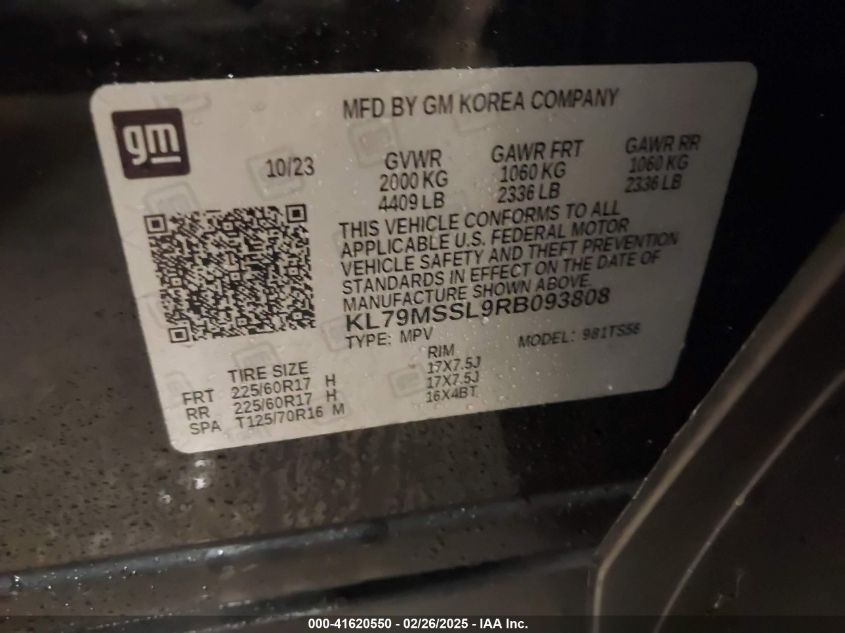 gm
MFD BY GM KOREA COMPANY
10/23
GVWR GAWR FRT GAWR RR
2000 KG 1060 KG 1060 KG
4409 LB 2336 LB 2336 LB
THIS VEHICLE CONFORMS TO ALL
APPLICABLE U.S. FEDERAL MOTOR
VEHICLE SAFETY AND THEFT PREVENTION
STANDARDS IN EFFECT ON THE DATE OF
MANUFACTURE SHOWN ABOVE.
KL79MSSL9RB093808
TYPE: MPV MODEL: 981TS56
TIRE SIZE RIM
FRT 225/60R17 H 17X7.5J
RR 225/60R17 H 17X7.5J
SPA T125/70R16 M 16X4BT
000-41620550 - 02/26/2025 - IAA Inc.